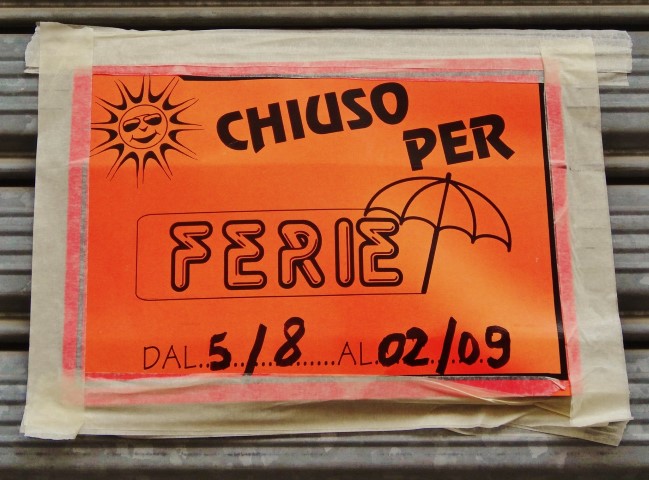 CHIUSO
PER
FERIE
DAL..5/8..............AL..02/09